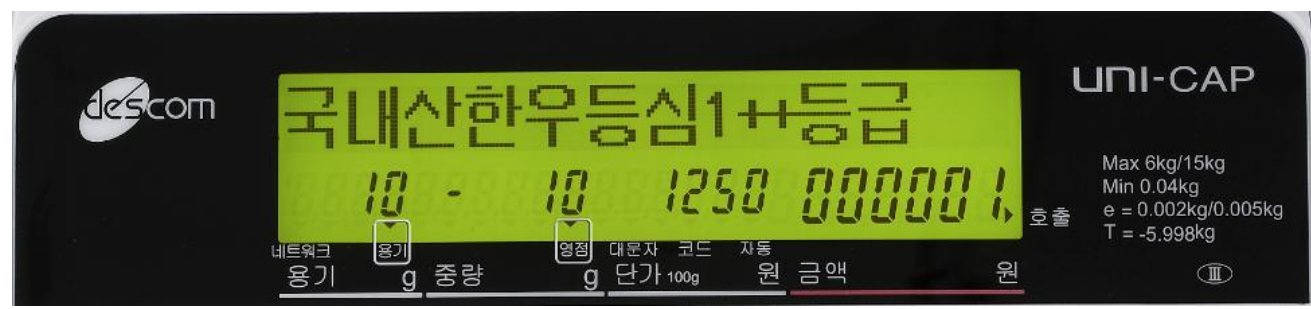 descom
국내산한우등심1++등급
UNI-CAP
10 - 10 1250 000001.
호출
Max 6kg/15kg
Min 0.04kg
e = 0.002kg/0.005kg
T = -5.998kg
네트워크 용기 영점 대문자 코드 자동
용기 g 중량 g 단가 100g 원 금액 원
Ⅲ